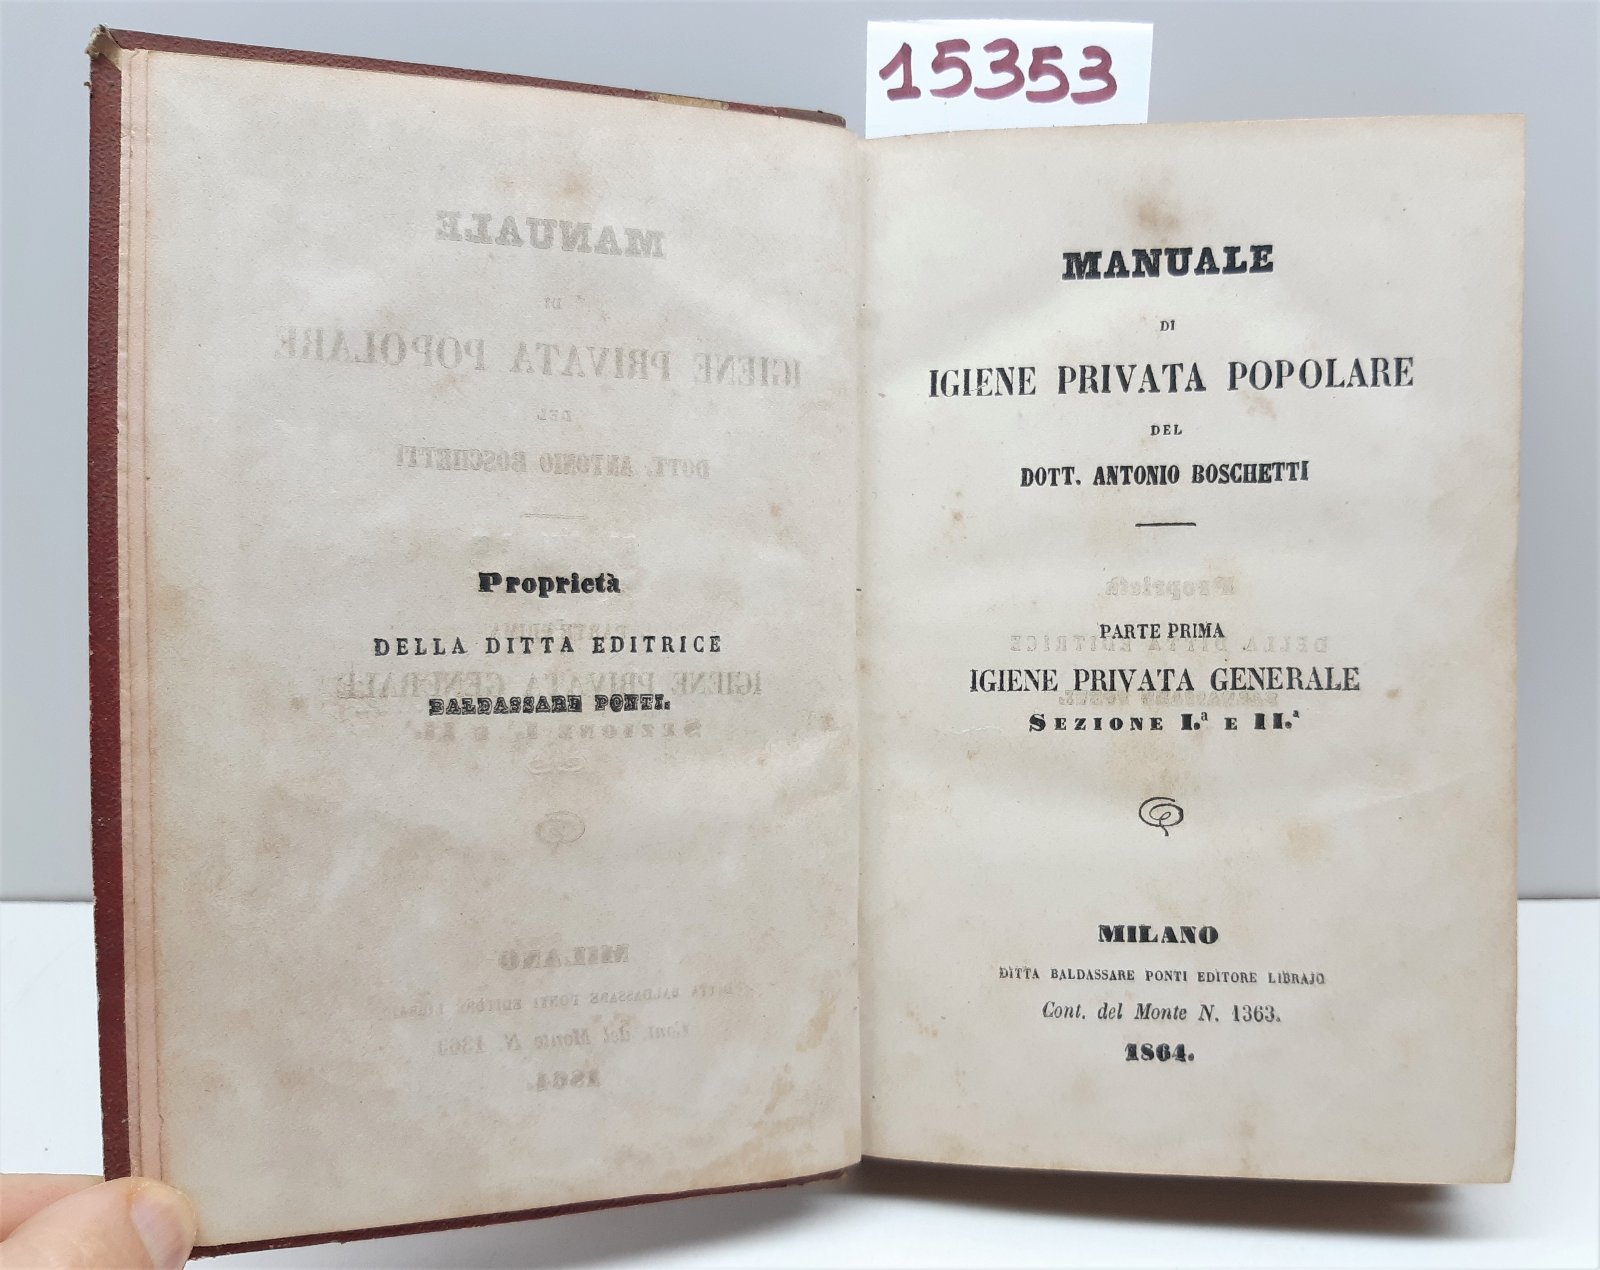 15353
Proprietà
DELLA DITTA EDITRICE
BALDASSARE PONTI.
MANUALE
DI
IGIENE PRIVATA POPOLARE
DEL
DOTT. ANTONIO BOSCHETTI
PARTE PRIMA
IGIENE PRIVATA GENERALE
SEZIONE I.ª E II.ª
MILANO
DITTA BALDASSARE PONTI EDITORE LIBRAJO
Cont. del Monte N. 1363.
1864.